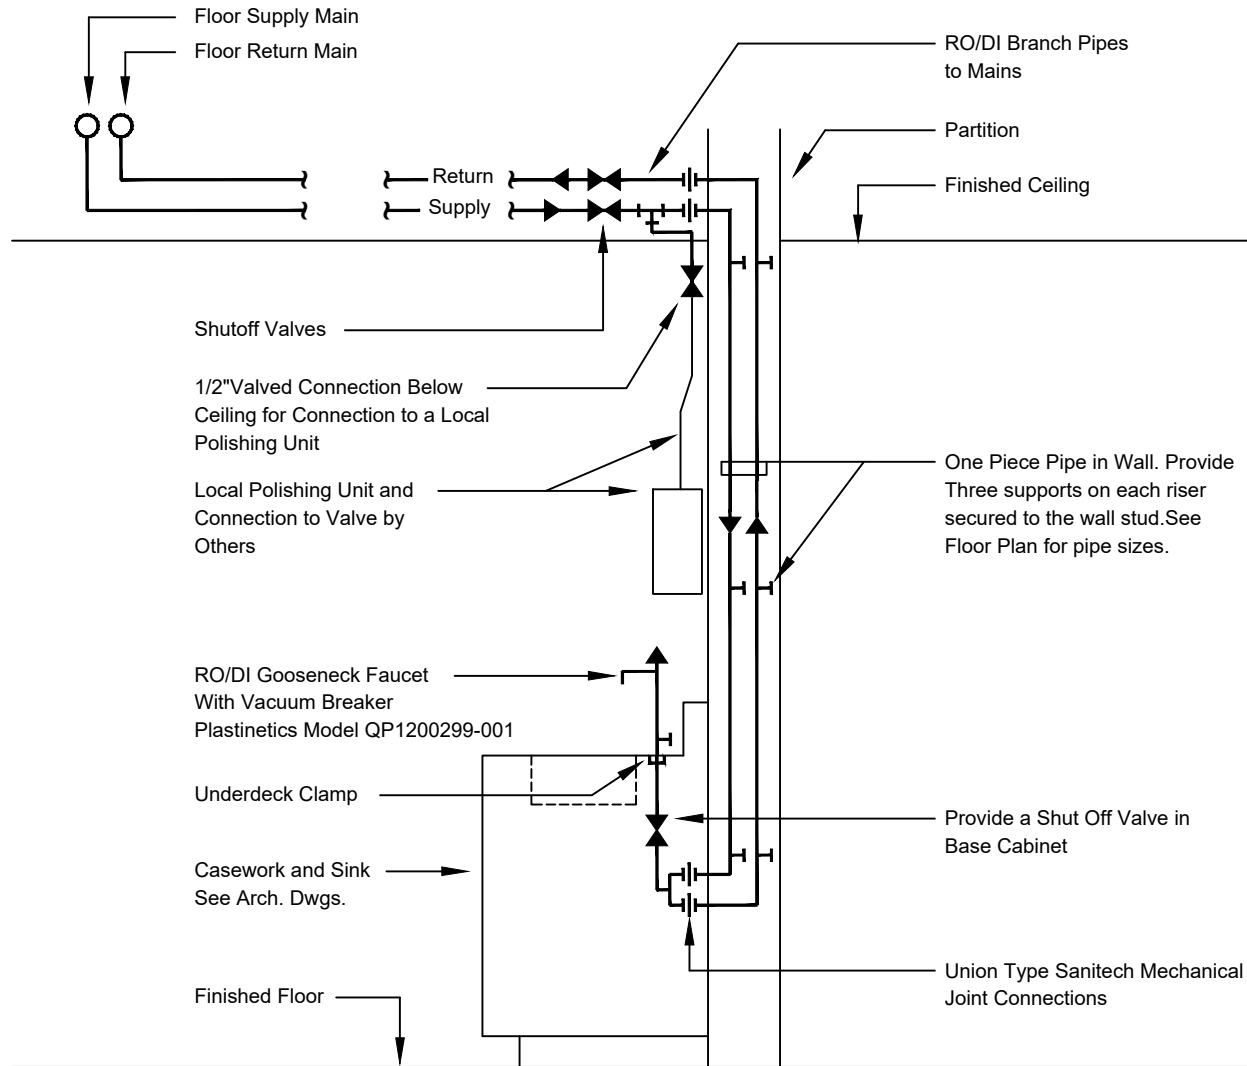 Floor Supply Main
Floor Return Main
RO/DI Branch Pipes
to Mains
Partition
Return
Finished Ceiling
Supply
Shutoff Valves
1/2"Valved Connection Below
Ceiling for Connection to a Local
Polishing Unit
One Piece Pipe in Wall. Provide
Three supports on each riser
secured to the wall stud.See
Floor Plan for pipe sizes.
Local Polishing Unit and
Connection to Valve by
Others
RO/DI Gooseneck Faucet
With Vacuum Breaker
Plastinetics Model QP1200299-001
Underdeck Clamp
Provide a Shut Off Valve in
Base Cabinet
Casework and Sink
See Arch. Dwgs.
Union Type Sanitech Mechanical
Joint Connections
Finished Floor